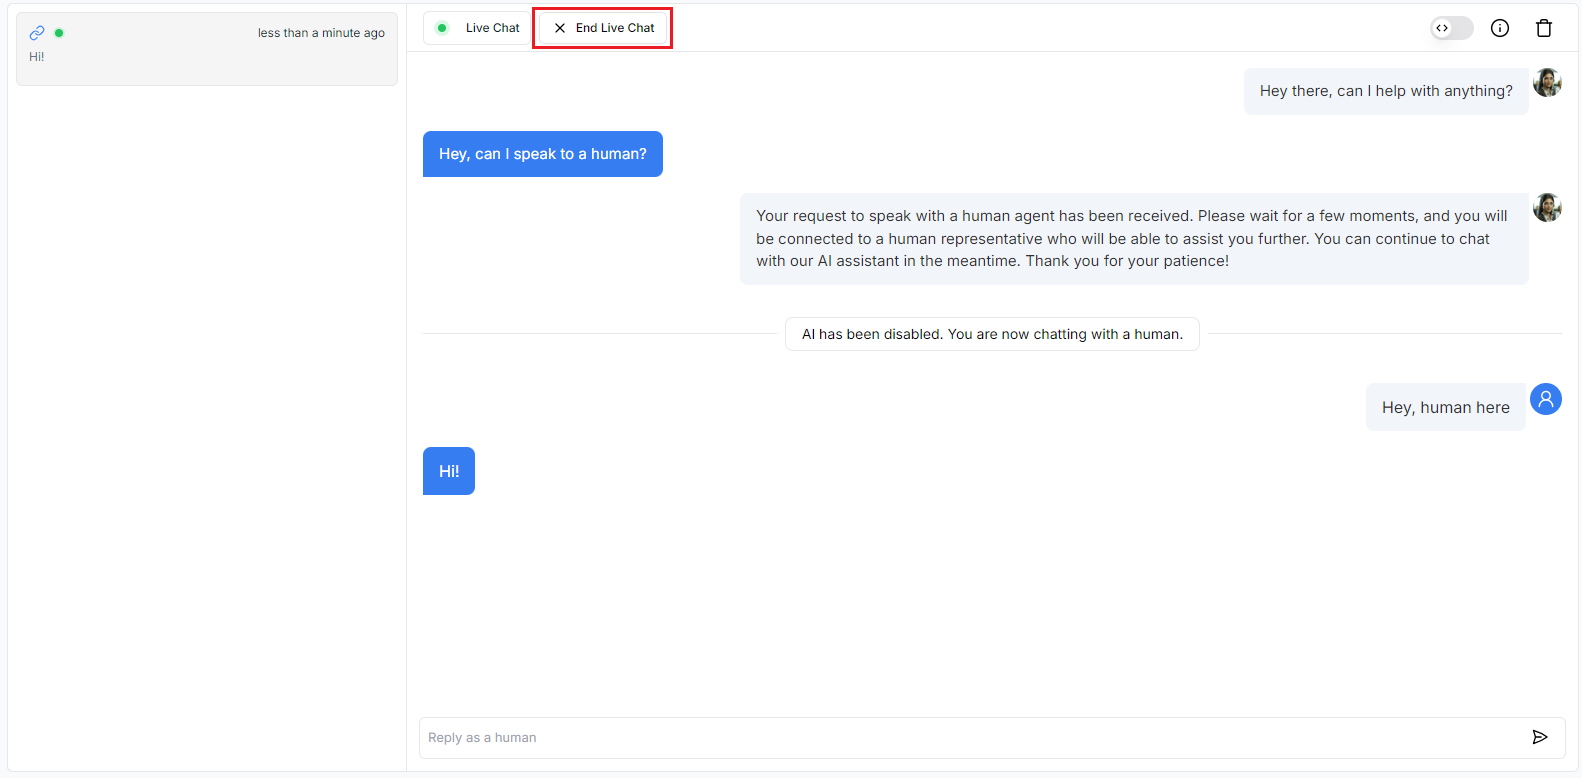 less than a minute ago
Hi!
Live Chat
End Live Chat
Hey there, can I help with anything?
Hey, can I speak to a human?
Your request to speak with a human agent has been received. Please wait for a few moments, and you will
be connected to a human representative who will be able to assist you further. You can continue to chat
with our AI assistant in the meantime. Thank you for your patience!
AI has been disabled. You are now chatting with a human.
Hey, human here
Hi!
Reply as a human